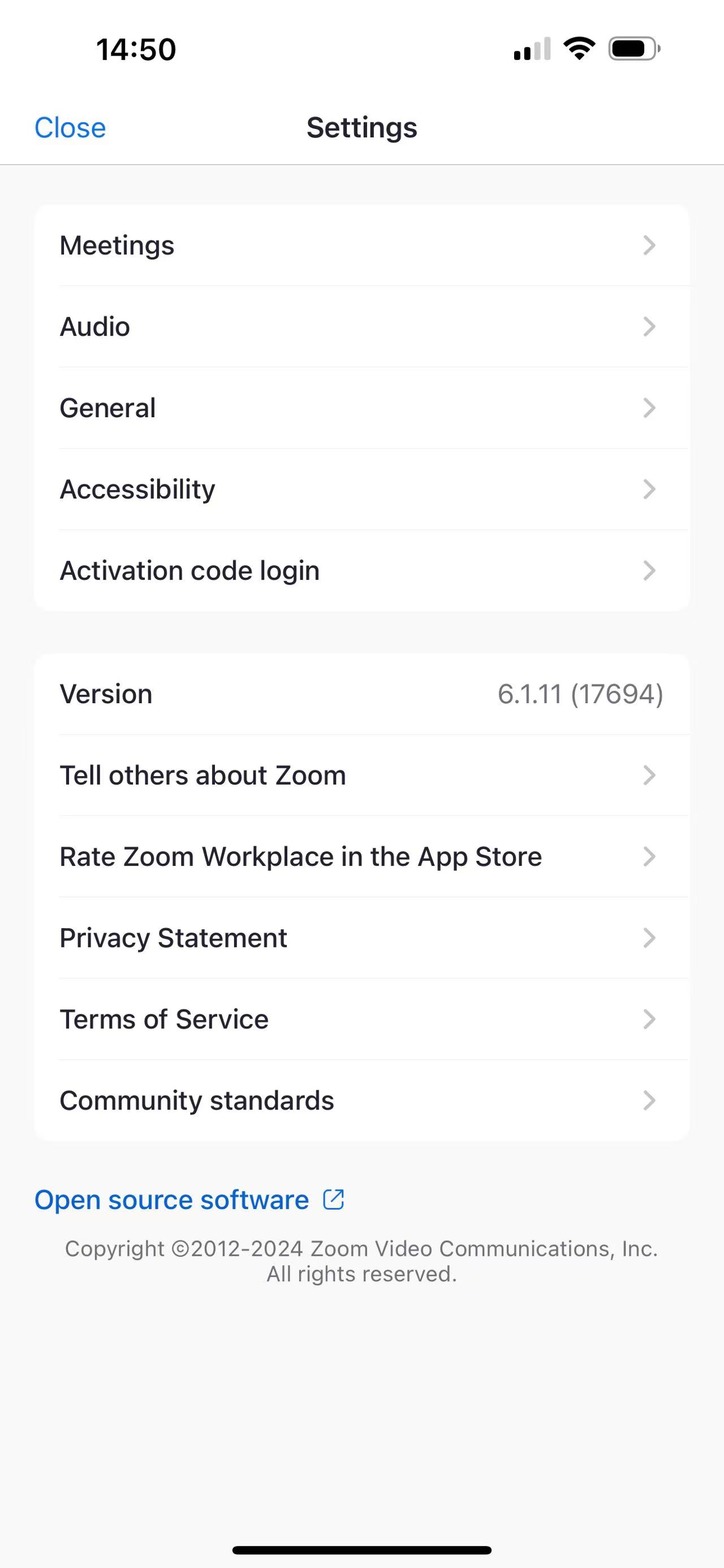 14:50
Close
Settings
Meetings
Audio
General
Accessibility
Activation code login
Version 6.1.11 (17694)
Tell others about Zoom
Rate Zoom Workplace in the App Store
Privacy Statement
Terms of Service
Community standards
Open source software
Copyright ©2012-2024 Zoom Video Communications, Inc.
All rights reserved.